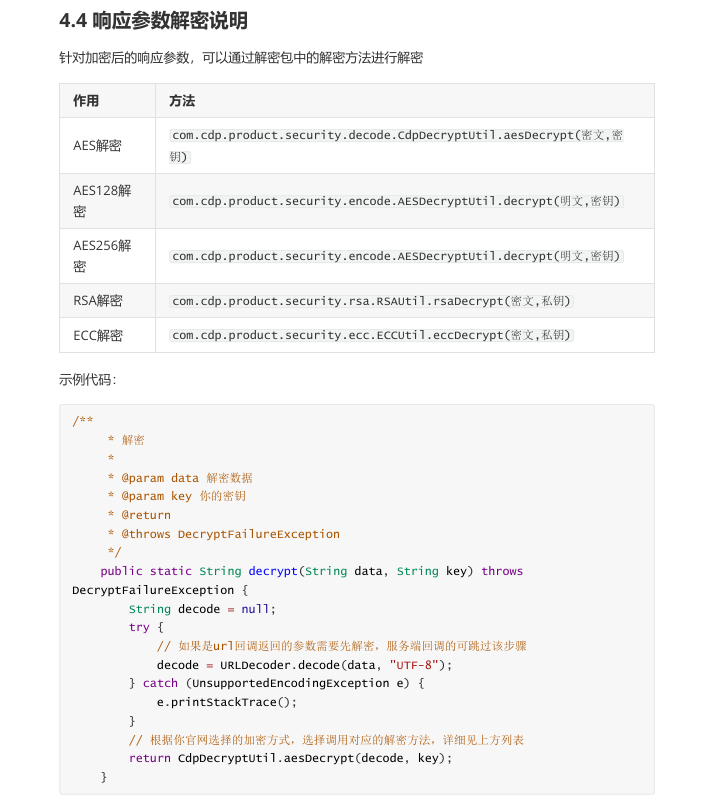 4.4 响应参数解密说明
针对加密后的响应参数，可以通过解密包中的解密方法进行解密
作用 方法
AES解密 com.cdp.product.security.decode.CdpDecryptUtil.aesDecrypt(密文,密
钥)
AES128解
密 com.cdp.product.security.encode.AESDecryptUtil.decrypt(明文,密钥)
AES256解
密 com.cdp.product.security.encode.AESDecryptUtil.decrypt(明文,密钥)
RSA解密 com.cdp.product.security.rsa.RSAUtil.rsaDecrypt(密文,私钥)
ECC解密 com.cdp.product.security.ecc.ECCUtil.eccDecrypt(密文,私钥)
示例代码：
/**
     * 解密
     *
     * @param data 解密数据
     * @param key 你的密钥
     * @return
     * @throws DecryptFailureException
     */
    public static String decrypt(String data, String key) throws
DecryptFailureException {
        String decode = null;
        try {
            // 如果是url回调返回的参数需要先解密，服务端回调的可跳过该步骤
            decode = URLDecoder.decode(data, "UTF-8");
        } catch (UnsupportedEncodingException e) {
            e.printStackTrace();
        }
        // 根据你官网选择的加密方式，选择调用对应的解密方法，详细见上方列表
        return CdpDecryptUtil.aesDecrypt(decode, key);
    }